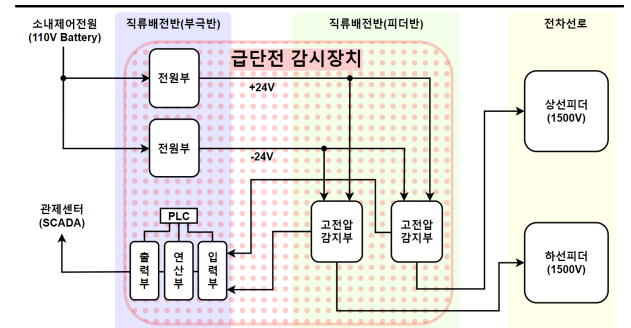 소내제어전원
(110V Battery)
직류배전반(부극반)
직류배전반(피더반)
전차선로
급단전 감시장치
전원부
+24V
상선피더
(1500V)
전원부
-24V
관제센터
(SCADA)
PLC
출력부
연산부
입력부
고전압
감지부
고전압
감지부
하선피더
(1500V)